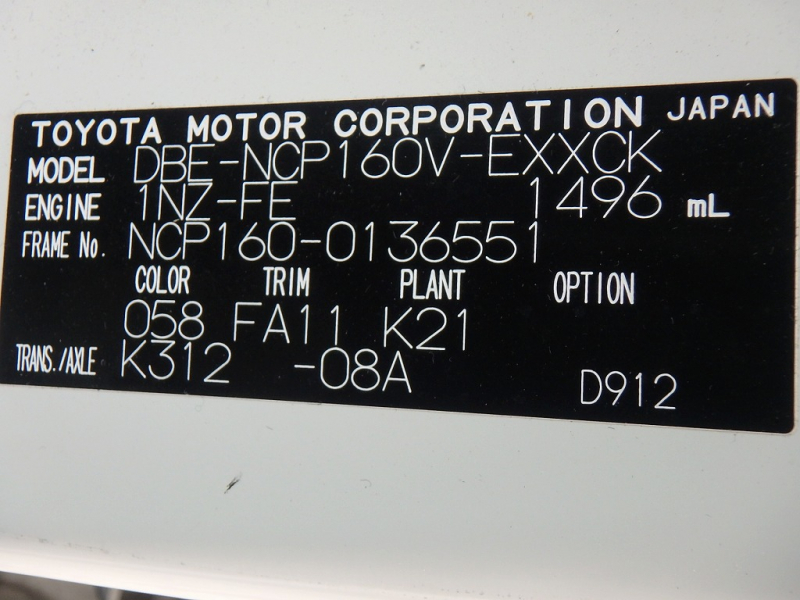 TOYOTA MOTOR CORPORATION JAPAN
MODEL DBE-NCP160V-EXXCK
ENGINE 1NZ-FE 1496 mL
FRAME No. NCP160-0136551
COLOR TRIM PLANT OPTION
058 FA11 K21
TRANS./AXLE K312 -08A D912